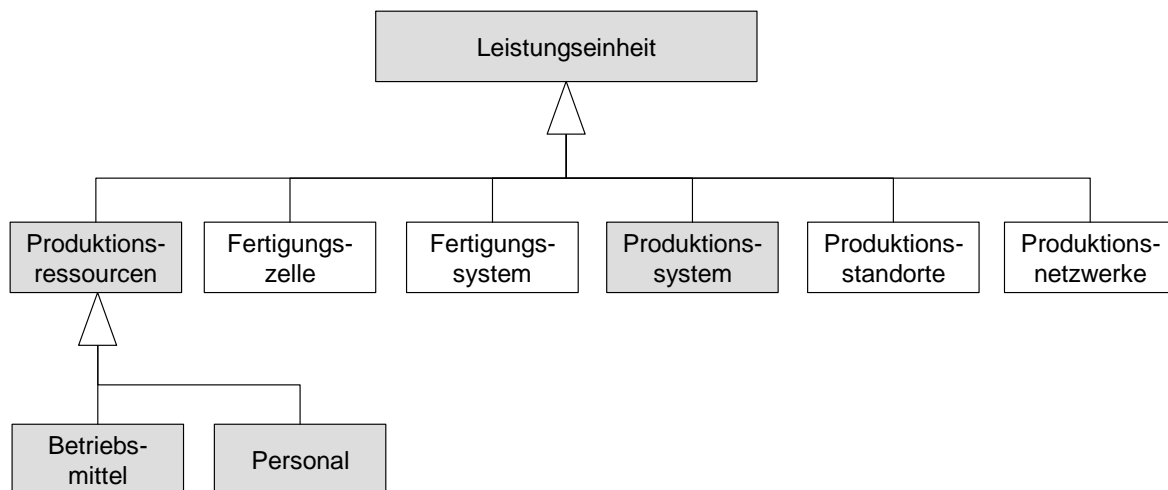 Leistungseinheit
Produktions-
ressourcen
Fertigungs-
zelle
Fertigungs-
system
Produktions-
system
Produktions-
standorte
Produktions-
netzwerke
Betriebs-
mittel
Personal